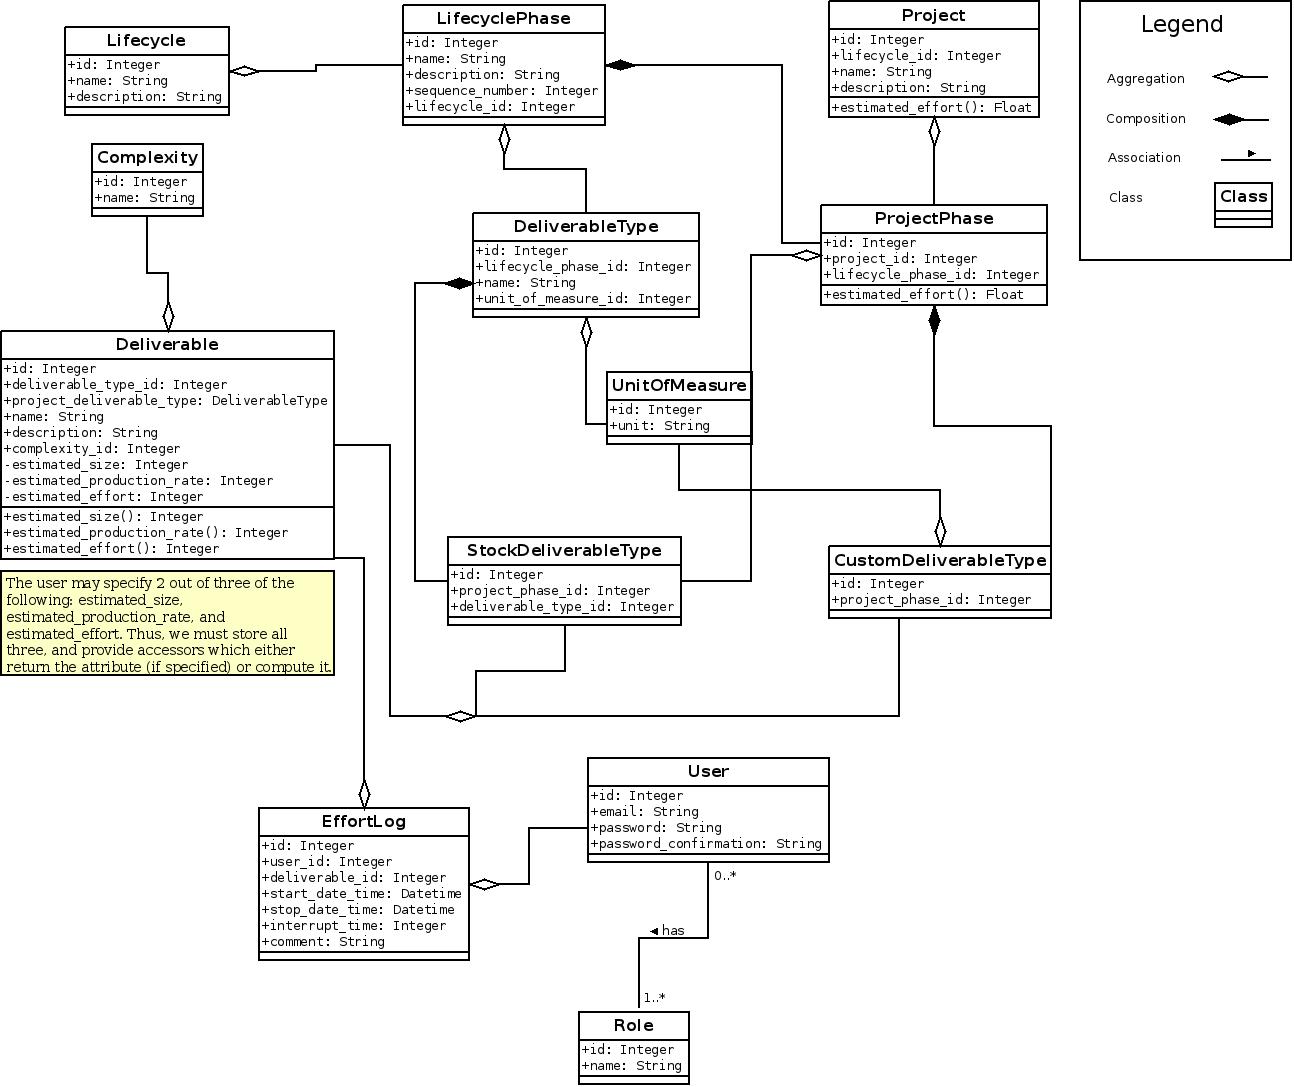 Lifecycle
+id: Integer
+name: String
+description: String
LifecyclePhase
+id: Integer
+name: String
+description: String
+sequence_number: Integer
+lifecycle_id: Integer
Project
+id: Integer
+lifecycle_id: Integer
+name: String
+description: String
+estimated_effort(): Float
Legend
Aggregation
Composition
Association
Class
Class
Complexity
+id: Integer
+name: String
DeliverableType
+id: Integer
+lifecycle_phase_id: Integer
+name: String
+unit_of_measure_id: Integer
ProjectPhase
+id: Integer
+project_id: Integer
+lifecycle_phase_id: Integer
+estimated_effort(): Float
Deliverable
+id: Integer
+deliverable_type_id: Integer
+project_deliverable_type: DeliverableType
+name: String
+description: String
+complexity_id: Integer
-estimated_size: Integer
-estimated_production_rate: Integer
-estimated_effort: Integer
+estimated_size(): Integer
+estimated_production_rate(): Integer
+estimated_effort(): Integer
UnitOfMeasure
+id: Integer
+unit: String
The user may specify 2 out of three of the
following: estimated_size,
estimated_production_rate, and
estimated_effort. Thus, we must store all
three, and provide accessors which either
return the attribute (if specified) or compute it.
StockDeliverableType
+id: Integer
+project_phase_id: Integer
+deliverable_type_id: Integer
CustomDeliverableType
+id: Integer
+project_phase_id: Integer
EffortLog
+id: Integer
+user_id: Integer
+deliverable_id: Integer
+start_date_time: Datetime
+stop_date_time: Datetime
+interrupt_time: Integer
+comment: String
User
+id: Integer
+email: String
+password: String
+password_confirmation: String
0..*
has
1..*
Role
+id: Integer
+name: String